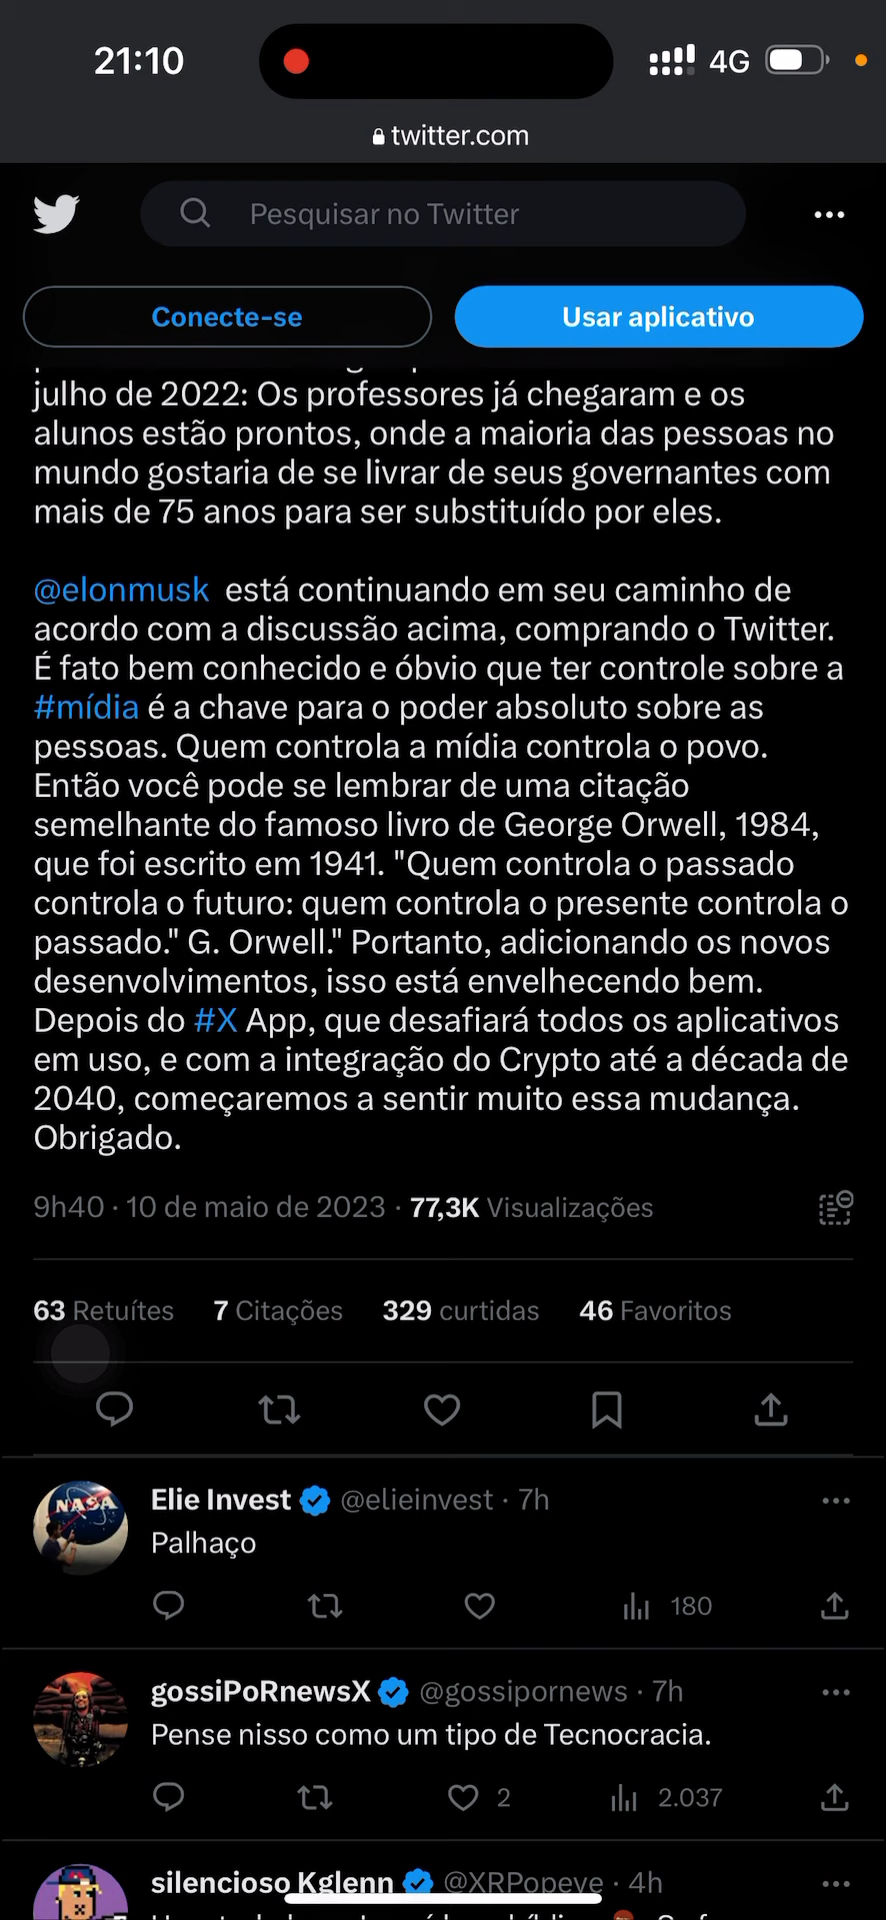 21:10
4G
twitter.com
Pesquisar no Twitter
Conecte-se
Usar aplicativo
julho de 2022: Os professores já chegaram e os
alunos estão prontos, onde a maioria das pessoas no
mundo gostaria de se livrar de seus governantes com
mais de 75 anos para ser substituído por eles.
@elonmusk está continuando em seu caminho de
acordo com a discussão acima, comprando o Twitter.
É fato bem conhecido e óbvio que ter controle sobre a
#mídia é a chave para o poder absoluto sobre as
pessoas. Quem controla a mídia controla o povo.
Então você pode se lembrar de uma citação
semelhante do famoso livro de George Orwell, 1984,
que foi escrito em 1941. "Quem controla o passado
controla o futuro: quem controla o presente controla o
passado." G. Orwell." Portanto, adicionando os novos
desenvolvimentos, isso está envelhecendo bem.
Depois do #X App, que desafiará todos os aplicativos
em uso, e com a integração do Crypto até a década de
2040, começaremos a sentir muito essa mudança.
Obrigado.
9h40 · 10 de maio de 2023 · 77,3K Visualizações
63 Retuítes 7 Citações 329 curtidas 46 Favoritos
NASA
Elie Invest @elieinvest · 7h
Palhaço
180
gossiPoRnewsX @gossipornews · 7h
Pense nisso como um tipo de Tecnocracia.
2 2.037
silencioso Kglenn @XRPopeye · 4h